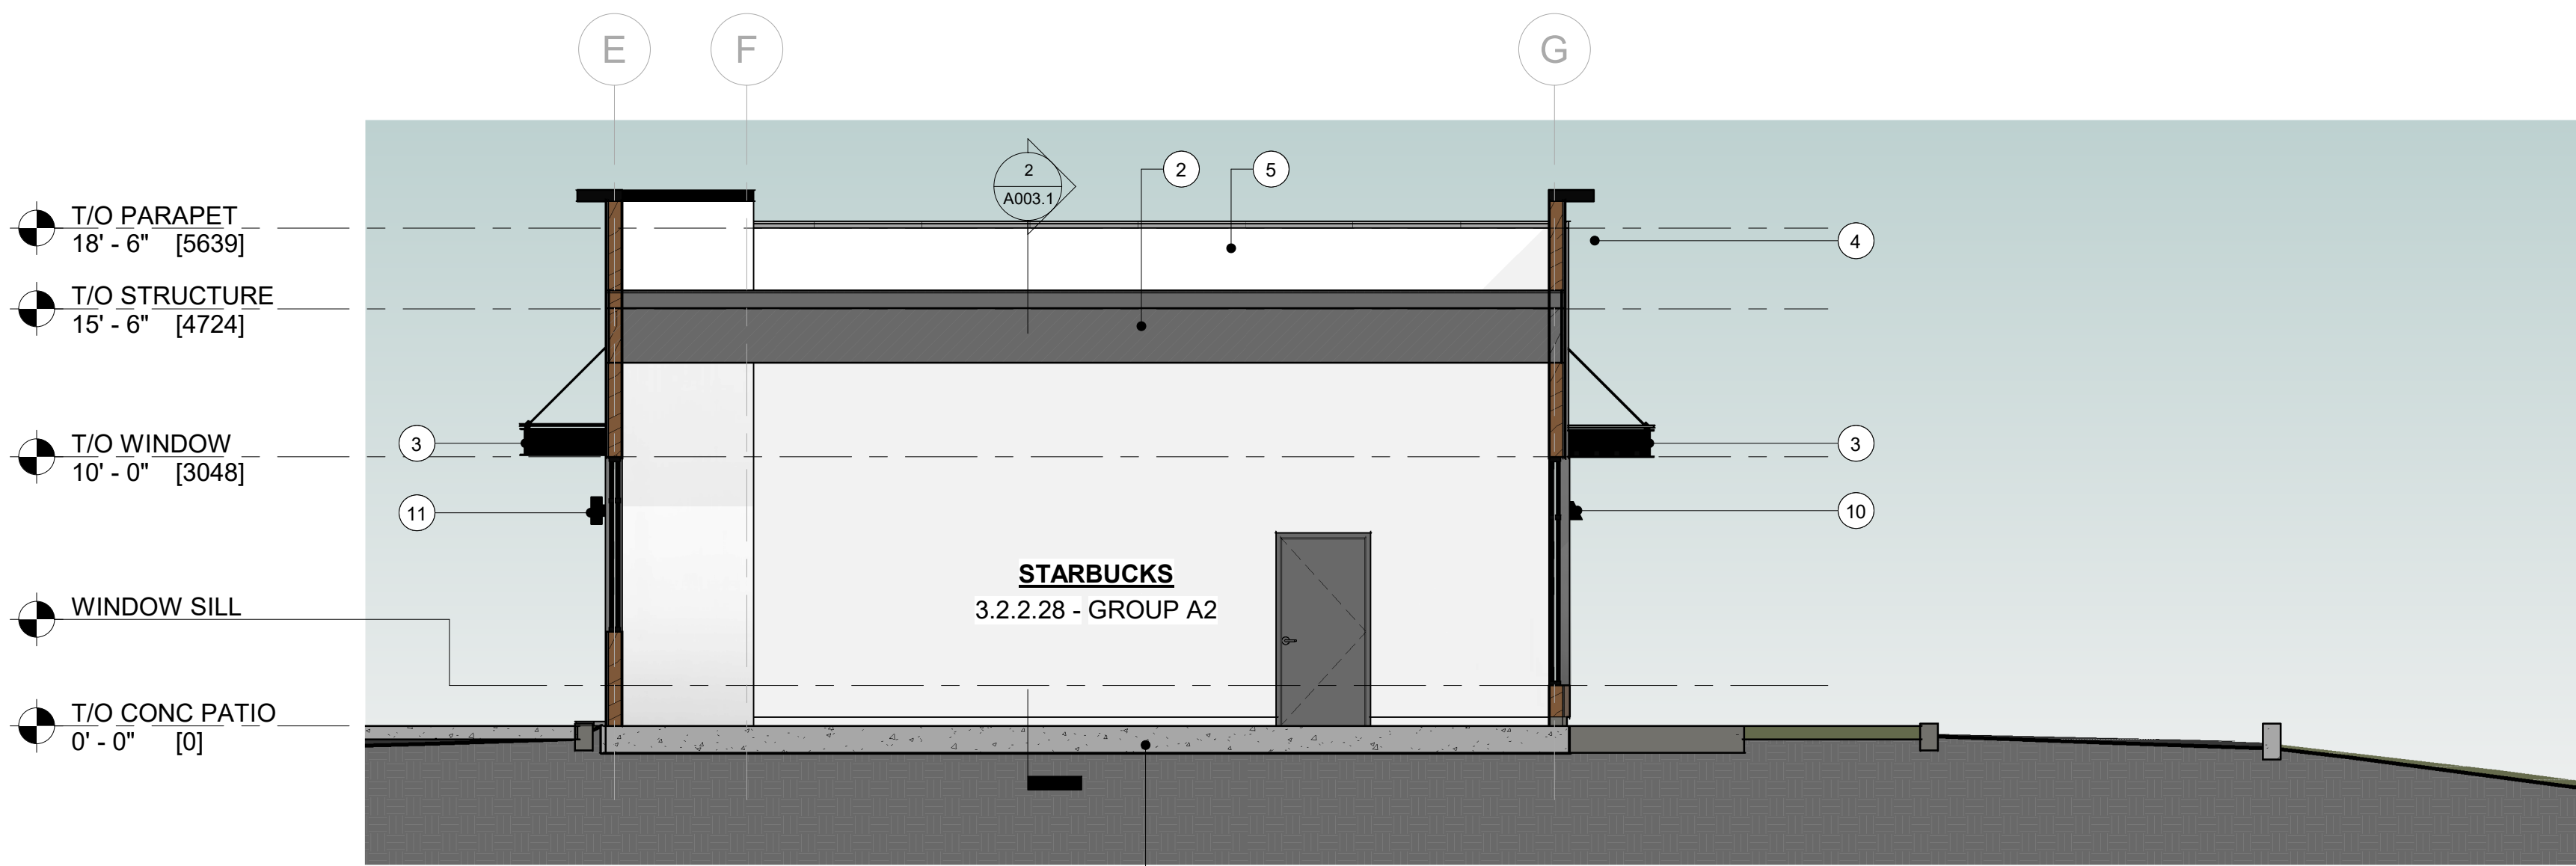 E
F
G
2
A003.1
2
5
T/O PARAPET
18' - 6" [5639]
4
T/O STRUCTURE
15' - 6" [4724]
3
T/O WINDOW
10' - 0" [3048]
3
11
10
STARBUCKS
3.2.2.28 - GROUP A2
WINDOW SILL
T/O CONC PATIO
0' - 0" [0]